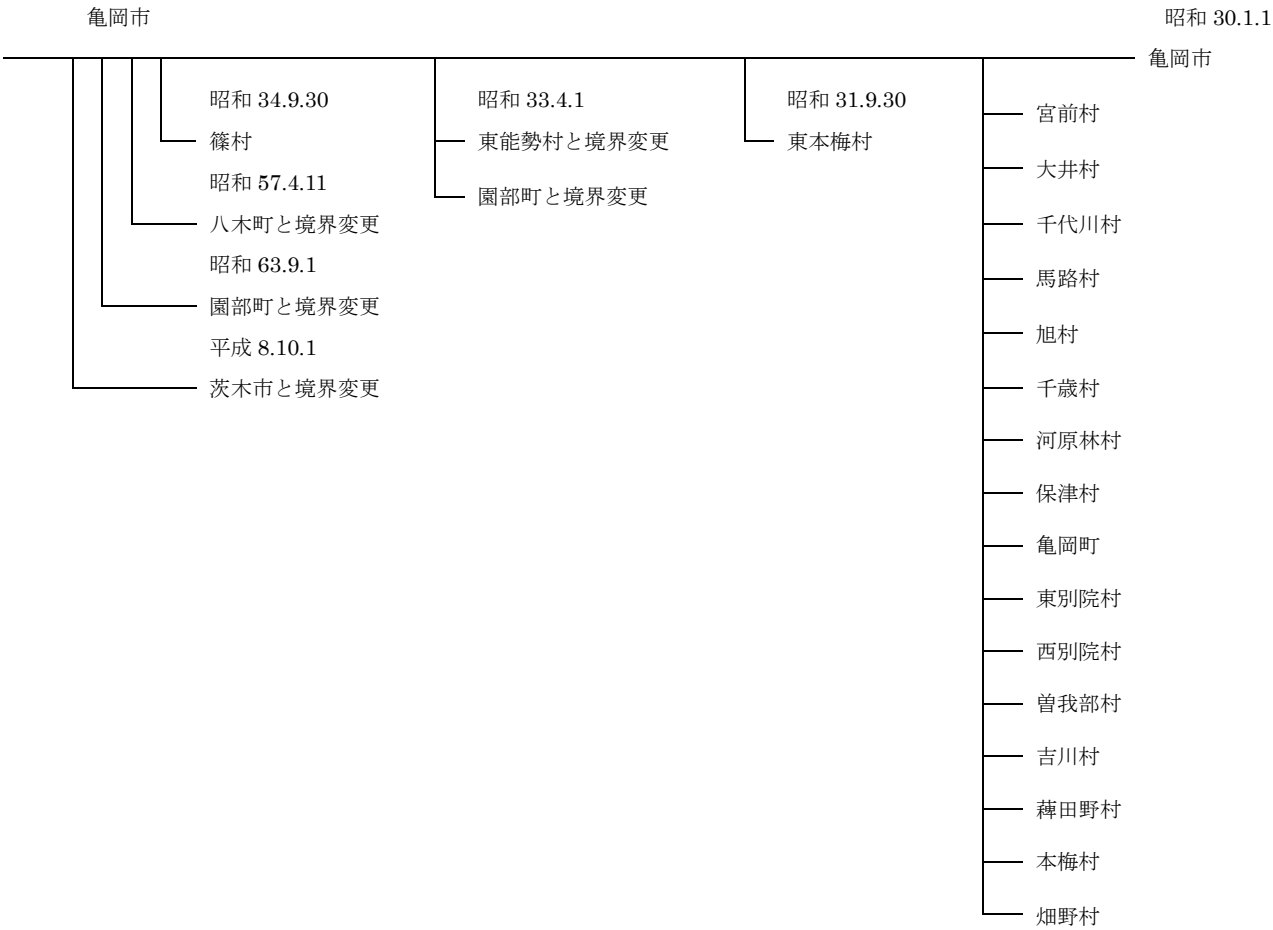 亀岡市
昭和 30.1.1
亀岡市
昭和 34.9.30
篠村
昭和 57.4.11
八木町と境界変更
昭和 63.9.1
園部町と境界変更
平成 8.10.1
茨木市と境界変更
昭和 33.4.1
東能勢村と境界変更
園部町と境界変更
昭和 31.9.30
東本梅村
宮前村
大井村
千代川村
馬路村
旭村
千歳村
河原林村
保津村
亀岡町
東別院村
西別院村
曽我部村
吉川村
薭田野村
本梅村
畑野村